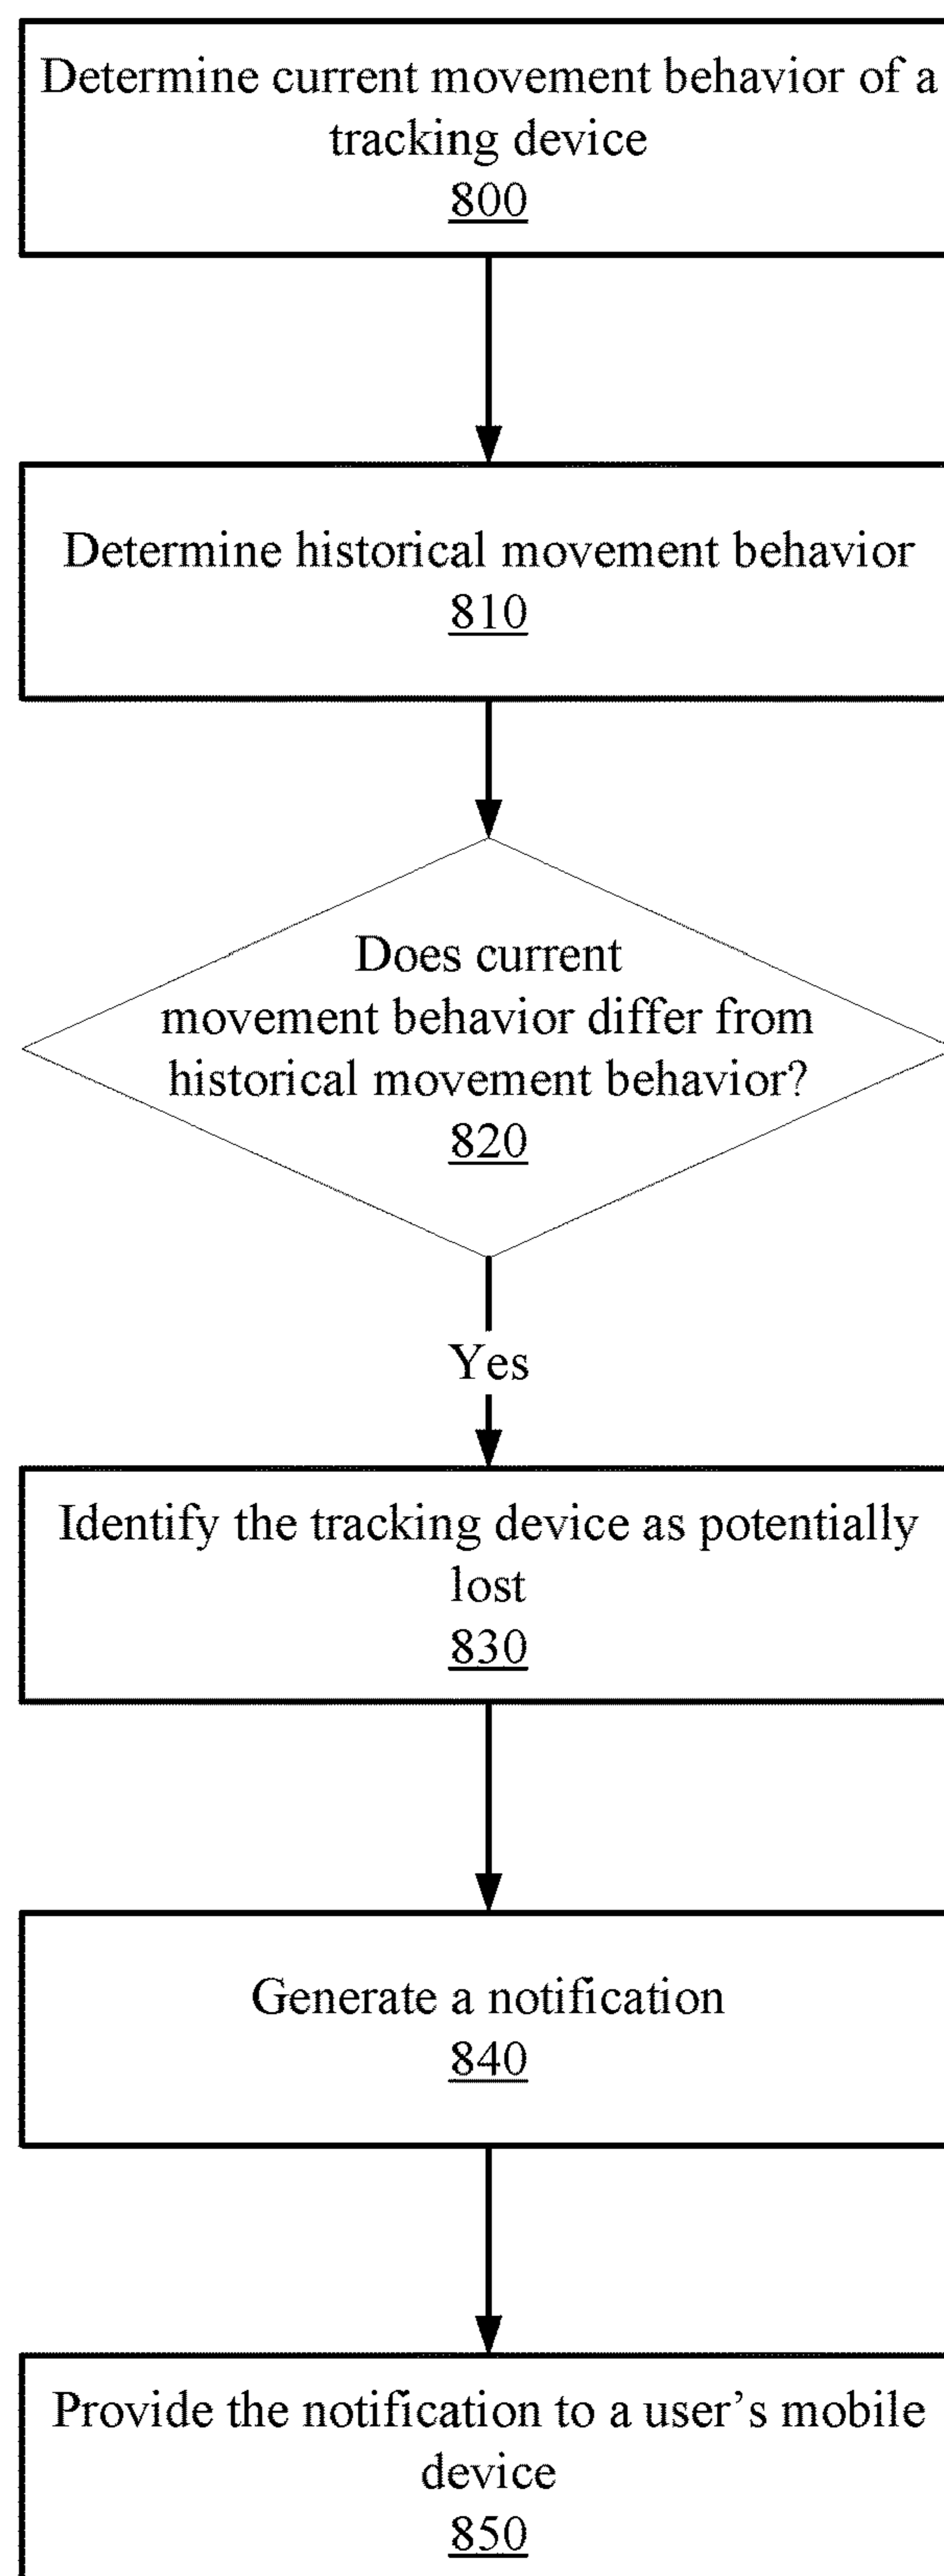 Determine current movement behavior of a
tracking device
800
Determine historical movement behavior
810
Does current
movement behavior differ from
historical movement behavior?
820
Yes
Identify the tracking device as potentially
lost
830
Generate a notification
840
Provide the notification to a user’s mobile
device
850